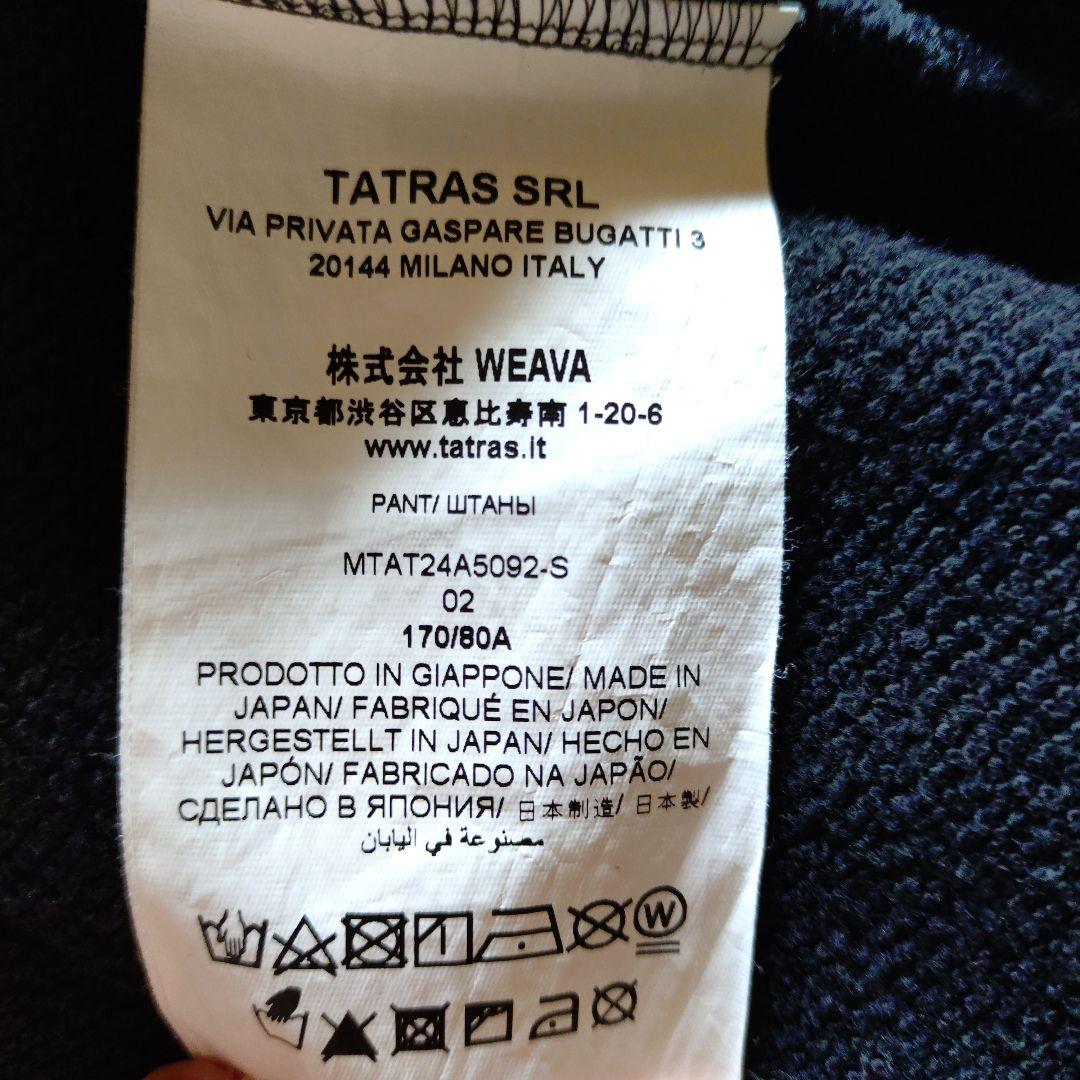 TATRAS SRL
VIA PRIVATA GASPARE BUGATTI 3
20144 MILANO ITALY
株式会社 WEAVA
東京都渋谷区恵比寿南 1-20-6
www.tatras.it
PANT/ ШТАНЫ
MTAT24A5092-S
02
170/80A
PRODOTTO IN GIAPPONE/ MADE IN
JAPAN/ FABRIQUÉ EN JAPON/
HERGESTELLT IN JAPAN/ HECHO EN
JAPÓN/ FABRICADO NA JAPÃO/
СДЕЛАНО В ЯПОНИЯ/ 日本制造/ 日本製/
مصنوعة في اليابان
W